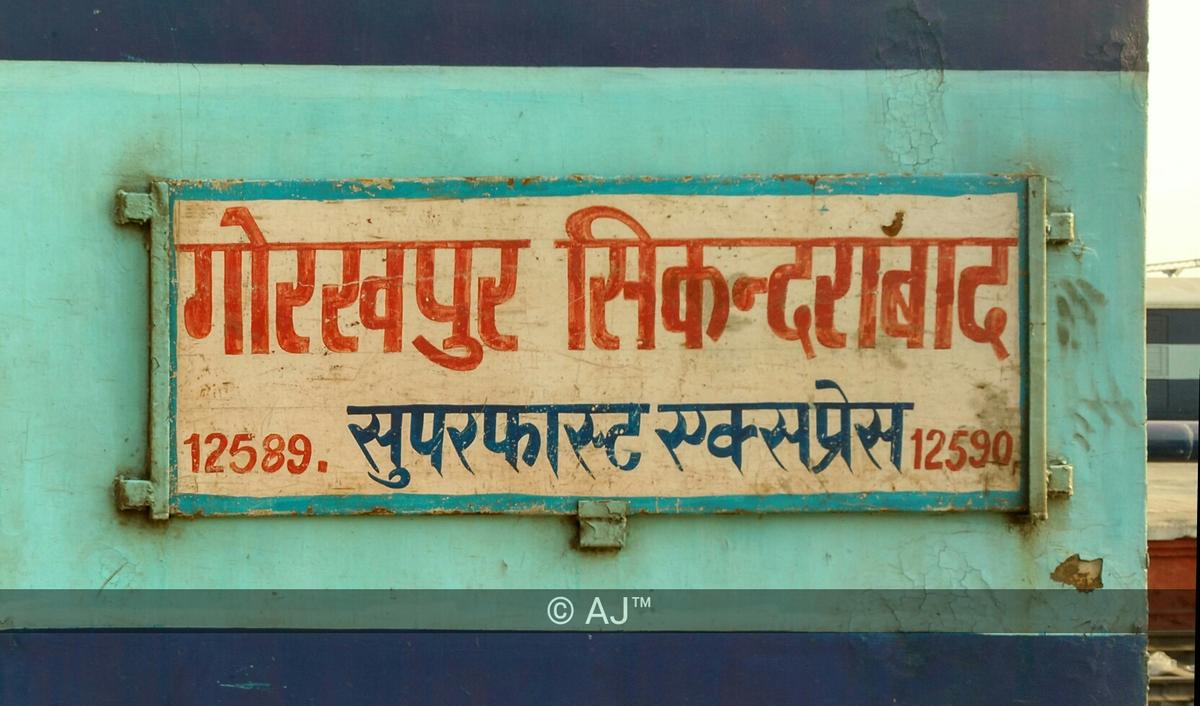 गोरखपुर सिकन्दराबाद
12589. सुपरफास्ट एक्सप्रेस 12590
© AJ™